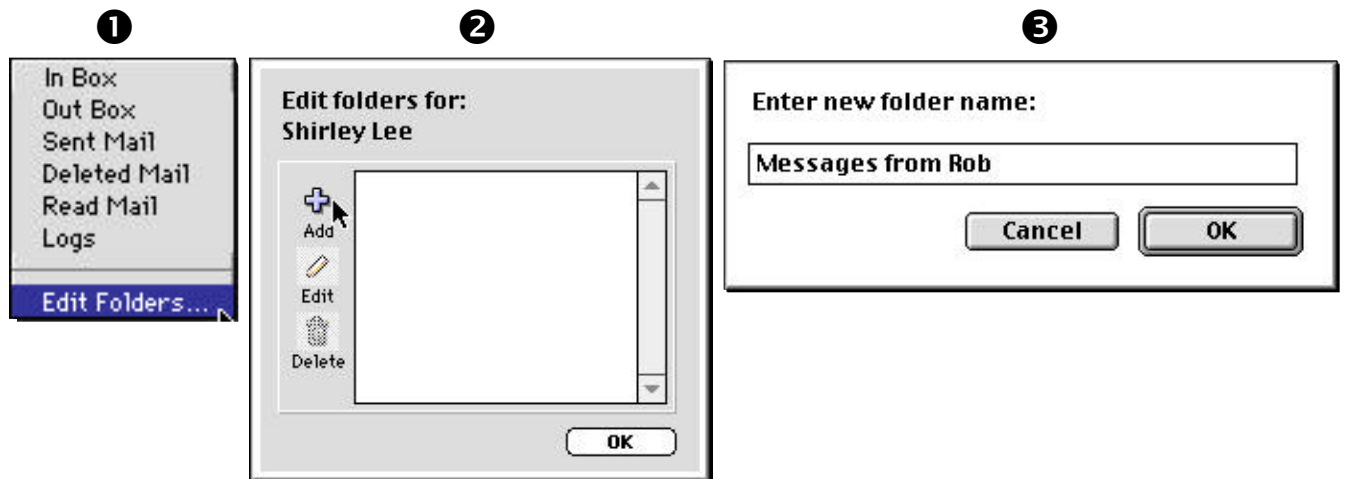 ❶
In Box
Out Box
Sent Mail
Deleted Mail
Read Mail
Logs
Edit Folders...
❷
Edit folders for:
Shirley Lee
Add
Edit
Delete
OK
❸
Enter new folder name:
Messages from Rob
Cancel OK